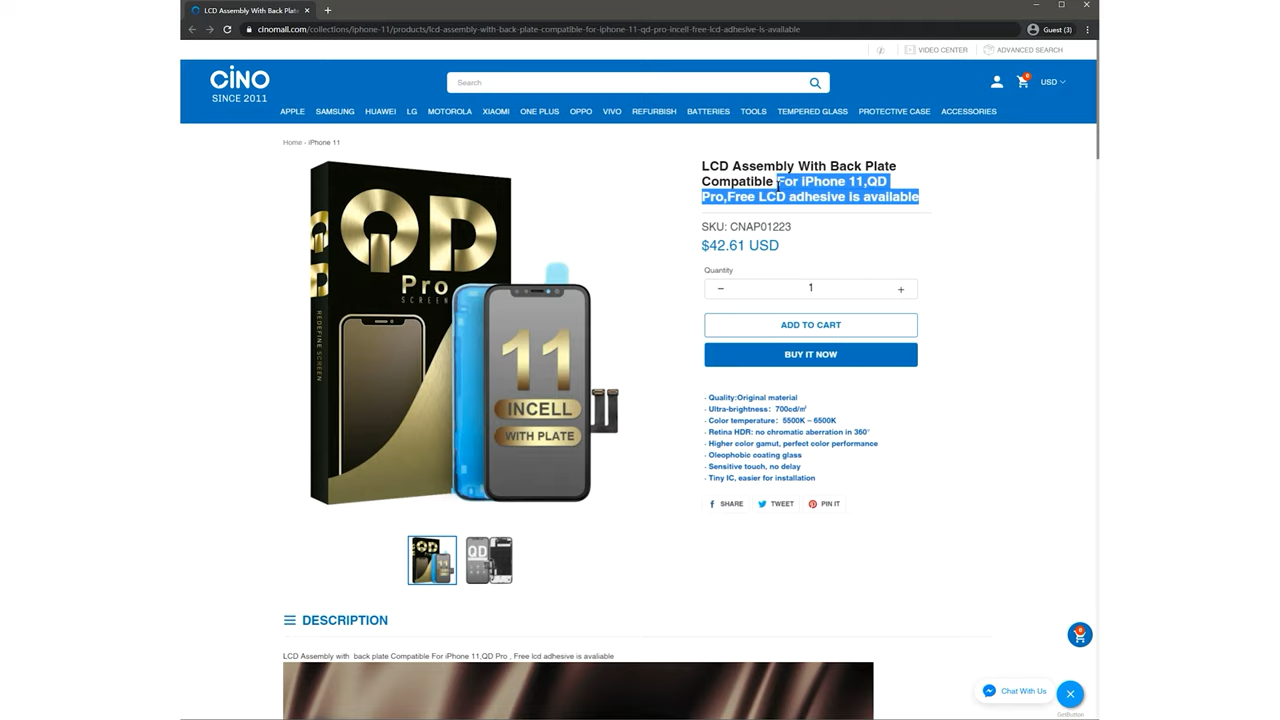 LCD Assembly With Back Plate
clnomall.com/collections/iphone-11/products/lcd-assembly-with-back-plate-compatible-for-iphone-11-qd-pro-incell-free-lcd-adhesive-is-available
Guest (3)
VIDEO CENTER
ADVANCED SEARCH
CiNO
SINCE 2011
Search
0
USD
APPLE
SAMSUNG
HUAWEI
LG
MOTOROLA
XIAOMI
ONE PLUS
OPPO
VIVO
REFURBISH
BATTERIES
TOOLS
TEMPERED GLASS
PROTECTIVE CASE
ACCESSORIES
Home - iPhone 11
QD
Pro
SCREEN
REDEFINE SCREEN
11
INCELL
WITH PLATE
LCD Assembly With Back Plate
Compatible For iPhone 11,QD
Pro,Free LCD adhesive is available
SKU: CNAP01223
$42.61 USD
Quantity
− 1 +
ADD TO CART
BUY IT NOW
· Quality:Original material
· Ultra-brightness：700cd/㎡
· Color temperature：5500K – 6500K
· Retina HDR: no chromatic aberration in 360°
· Higher color gamut, perfect color performance
· Oleophobic coating glass
· Sensitive touch, no delay
· Tiny IC, easier for installation
SHARE
TWEET
PIN IT
DESCRIPTION
LCD Assembly with back plate Compatible For iPhone 11,QD Pro , Free lcd adhesive is avaliable
0
Chat With Us
GetButton